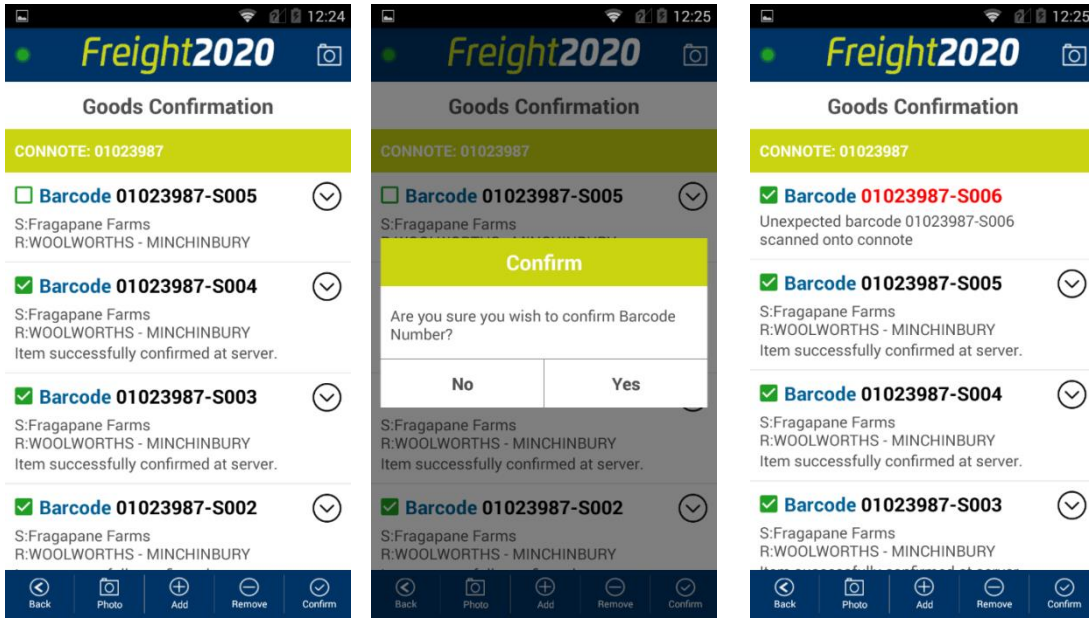 12:24
Freight2020
Goods Confirmation
CONNOTE: 01023987
Barcode 01023987-S005
S:Fragapane Farms
R:WOOLWORTHS - MINCHINBURY
Barcode 01023987-S004
S:Fragapane Farms
R:WOOLWORTHS - MINCHINBURY
Item successfully confirmed at server.
Barcode 01023987-S003
S:Fragapane Farms
R:WOOLWORTHS - MINCHINBURY
Item successfully confirmed at server.
Barcode 01023987-S002
S:Fragapane Farms
R:WOOLWORTHS - MINCHINBURY
Back Photo Add Remove Confirm
12:25
Freight2020
Goods Confirmation
CONNOTE: 01023987
Barcode 01023987-S005
S:Fragapane Farms
Confirm
Are you sure you wish to confirm Barcode
Number?
No Yes
S:Fragapane Farms
R:WOOLWORTHS - MINCHINBURY
Item successfully confirmed at server.
Barcode 01023987-S002
S:Fragapane Farms
R:WOOLWORTHS - MINCHINBURY
Back Photo Add Remove Confirm
12:25
Freight2020
Goods Confirmation
CONNOTE: 01023987
Barcode 01023987-S006
Unexpected barcode 01023987-S006
scanned onto connote
Barcode 01023987-S005
S:Fragapane Farms
R:WOOLWORTHS - MINCHINBURY
Item successfully confirmed at server.
Barcode 01023987-S004
S:Fragapane Farms
R:WOOLWORTHS - MINCHINBURY
Item successfully confirmed at server.
Barcode 01023987-S003
S:Fragapane Farms
R:WOOLWORTHS - MINCHINBURY
Back Photo Add Remove Confirm